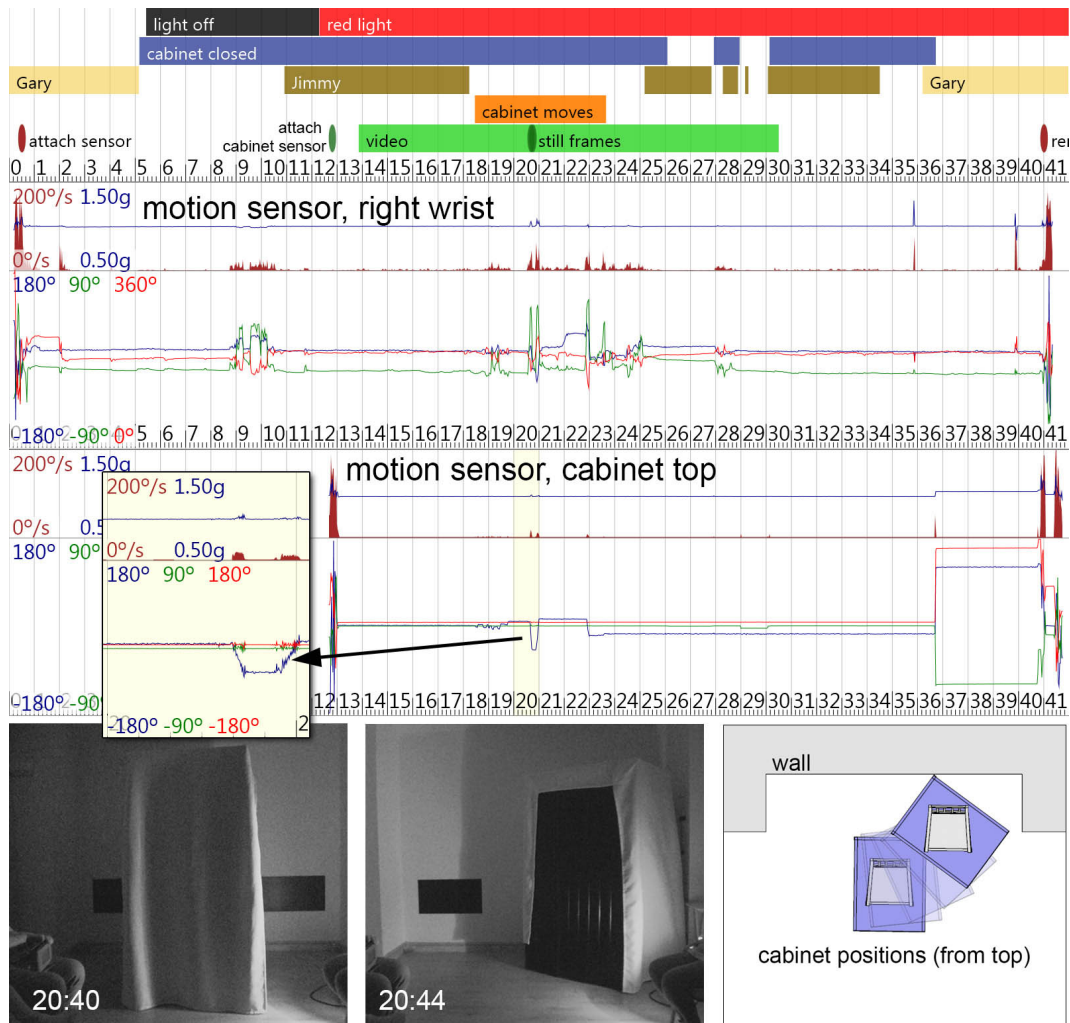 light off red light
cabinet closed
Gary Jimmy Gary
cabinet moves
attach sensor attach cabinet sensor video still frames
0 1 2 3 4 5 6 7 8 9 10 11 12 13 14 15 16 17 18 19 20 21 22 23 24 25 26 27 28 29 30 31 32 33 34 35 36 37 38 39 40 41
200°/s 1.50g motion sensor, right wrist
0°/s 0.50g
180° 90° 360°
-180° -90° 0° 5 6 7 8 9 10 11 12 13 14 15 16 17 18 19 20 21 22 23 24 25 26 27 28 29 30 31 32 33 34 35 36 37 38 39 40 41
200°/s 1.50g motion sensor, cabinet top
200°/s 1.50g
0°/s
0°/s 0.50g
180° 90°
180° 90° 180°
-180° -90°
-180° -90° -180° 2
12 13 14 15 16 17 18 19 20 21 22 23 24 25 26 27 28 29 30 31 32 33 34 35 36 37 38 39 40 41
20:40
20:44
wall
cabinet positions (from top)